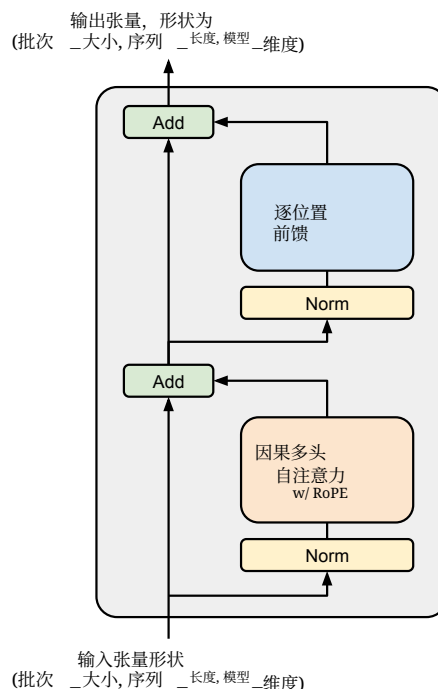 输出张量，形状为
(批次 _大小, 序列 _长度, 模型_维度)
Add
逐位置
前馈
Norm
Add
因果多头
自注意力
w/ RoPE
Norm
输入张量形状
(批次 _大小, 序列 _长度, 模型_维度)